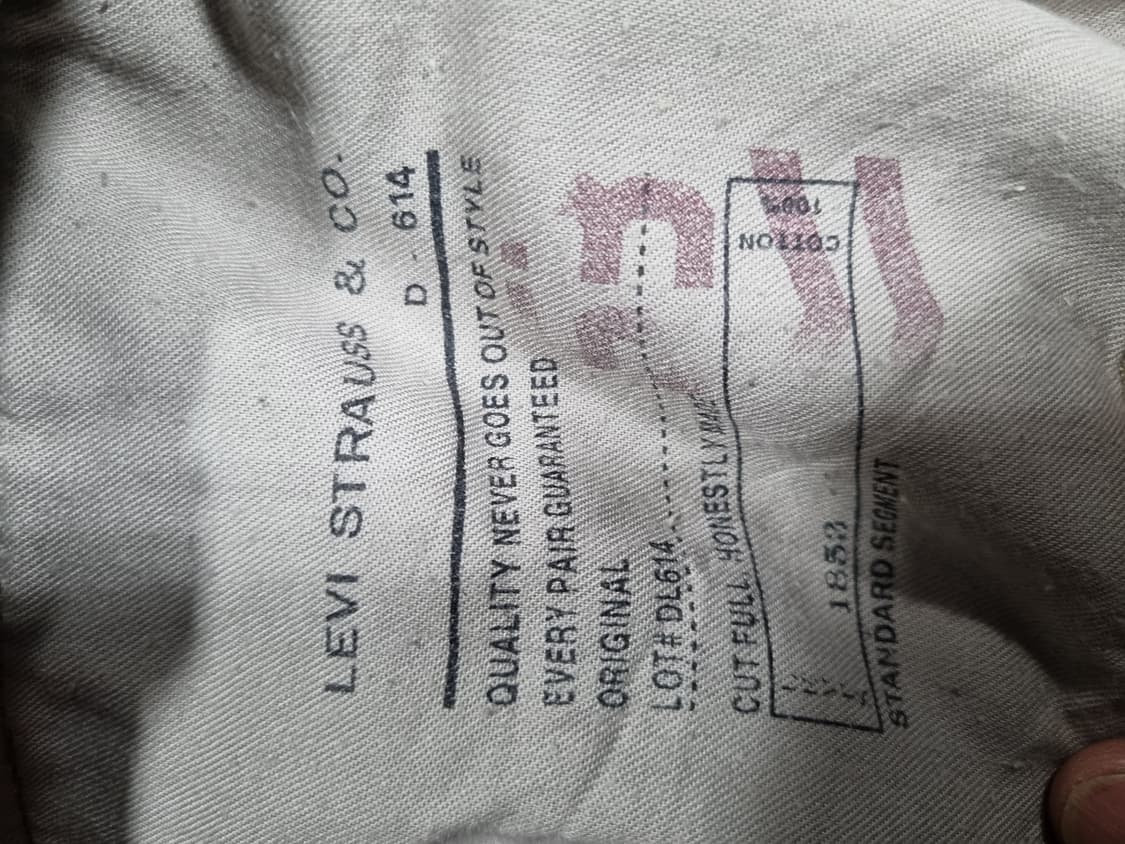 LEVI STRAUSS & CO.
D - 614
QUALITY NEVER GOES OUT OF STYLE
EVERY PAIR GUARANTEED
ORIGINAL
LOT# DL614
CUT FULL HONESTLY MADE
100%
COTTON
1853
STANDARD SEGMENT